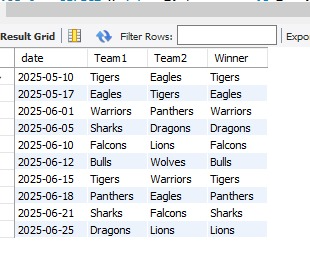 Result Grid Filter Rows: Expo
date Team1 Team2 Winner
2025-05-10 Tigers Eagles Tigers
2025-05-17 Eagles Tigers Eagles
2025-06-01 Warriors Panthers Warriors
2025-06-05 Sharks Dragons Dragons
2025-06-10 Falcons Lions Falcons
2025-06-12 Bulls Wolves Bulls
2025-06-15 Tigers Warriors Tigers
2025-06-18 Panthers Eagles Panthers
2025-06-21 Sharks Falcons Sharks
2025-06-25 Dragons Lions Lions